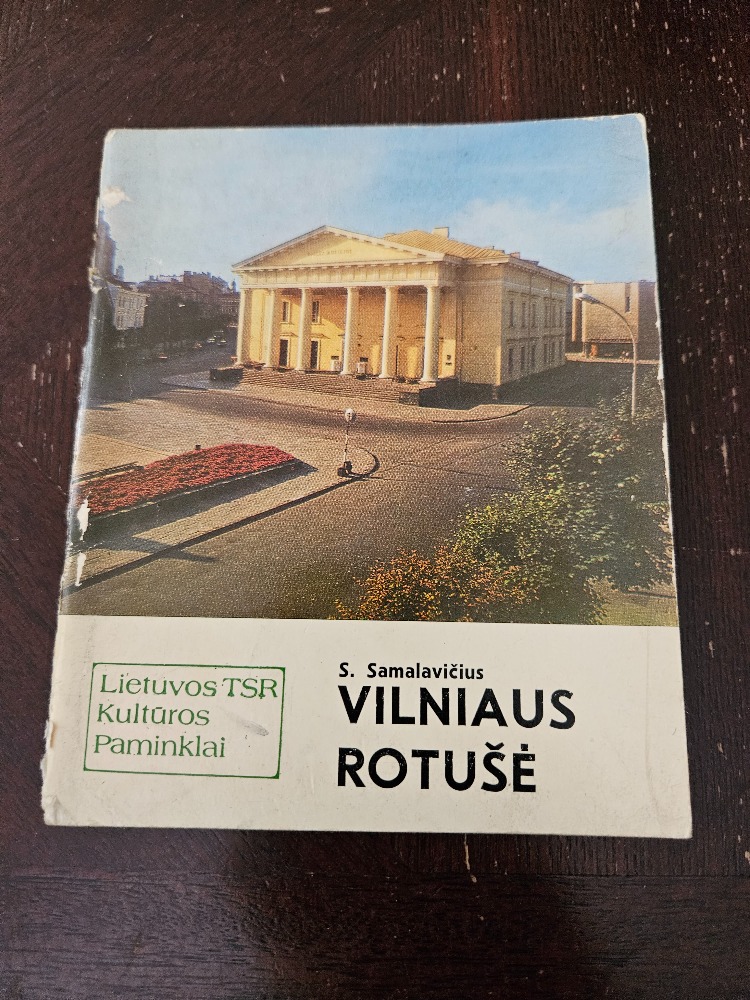 S. Samalavičius
VILNIAUS
ROTUŠĖ
Lietuvos TSR
Kultūros
Paminklai